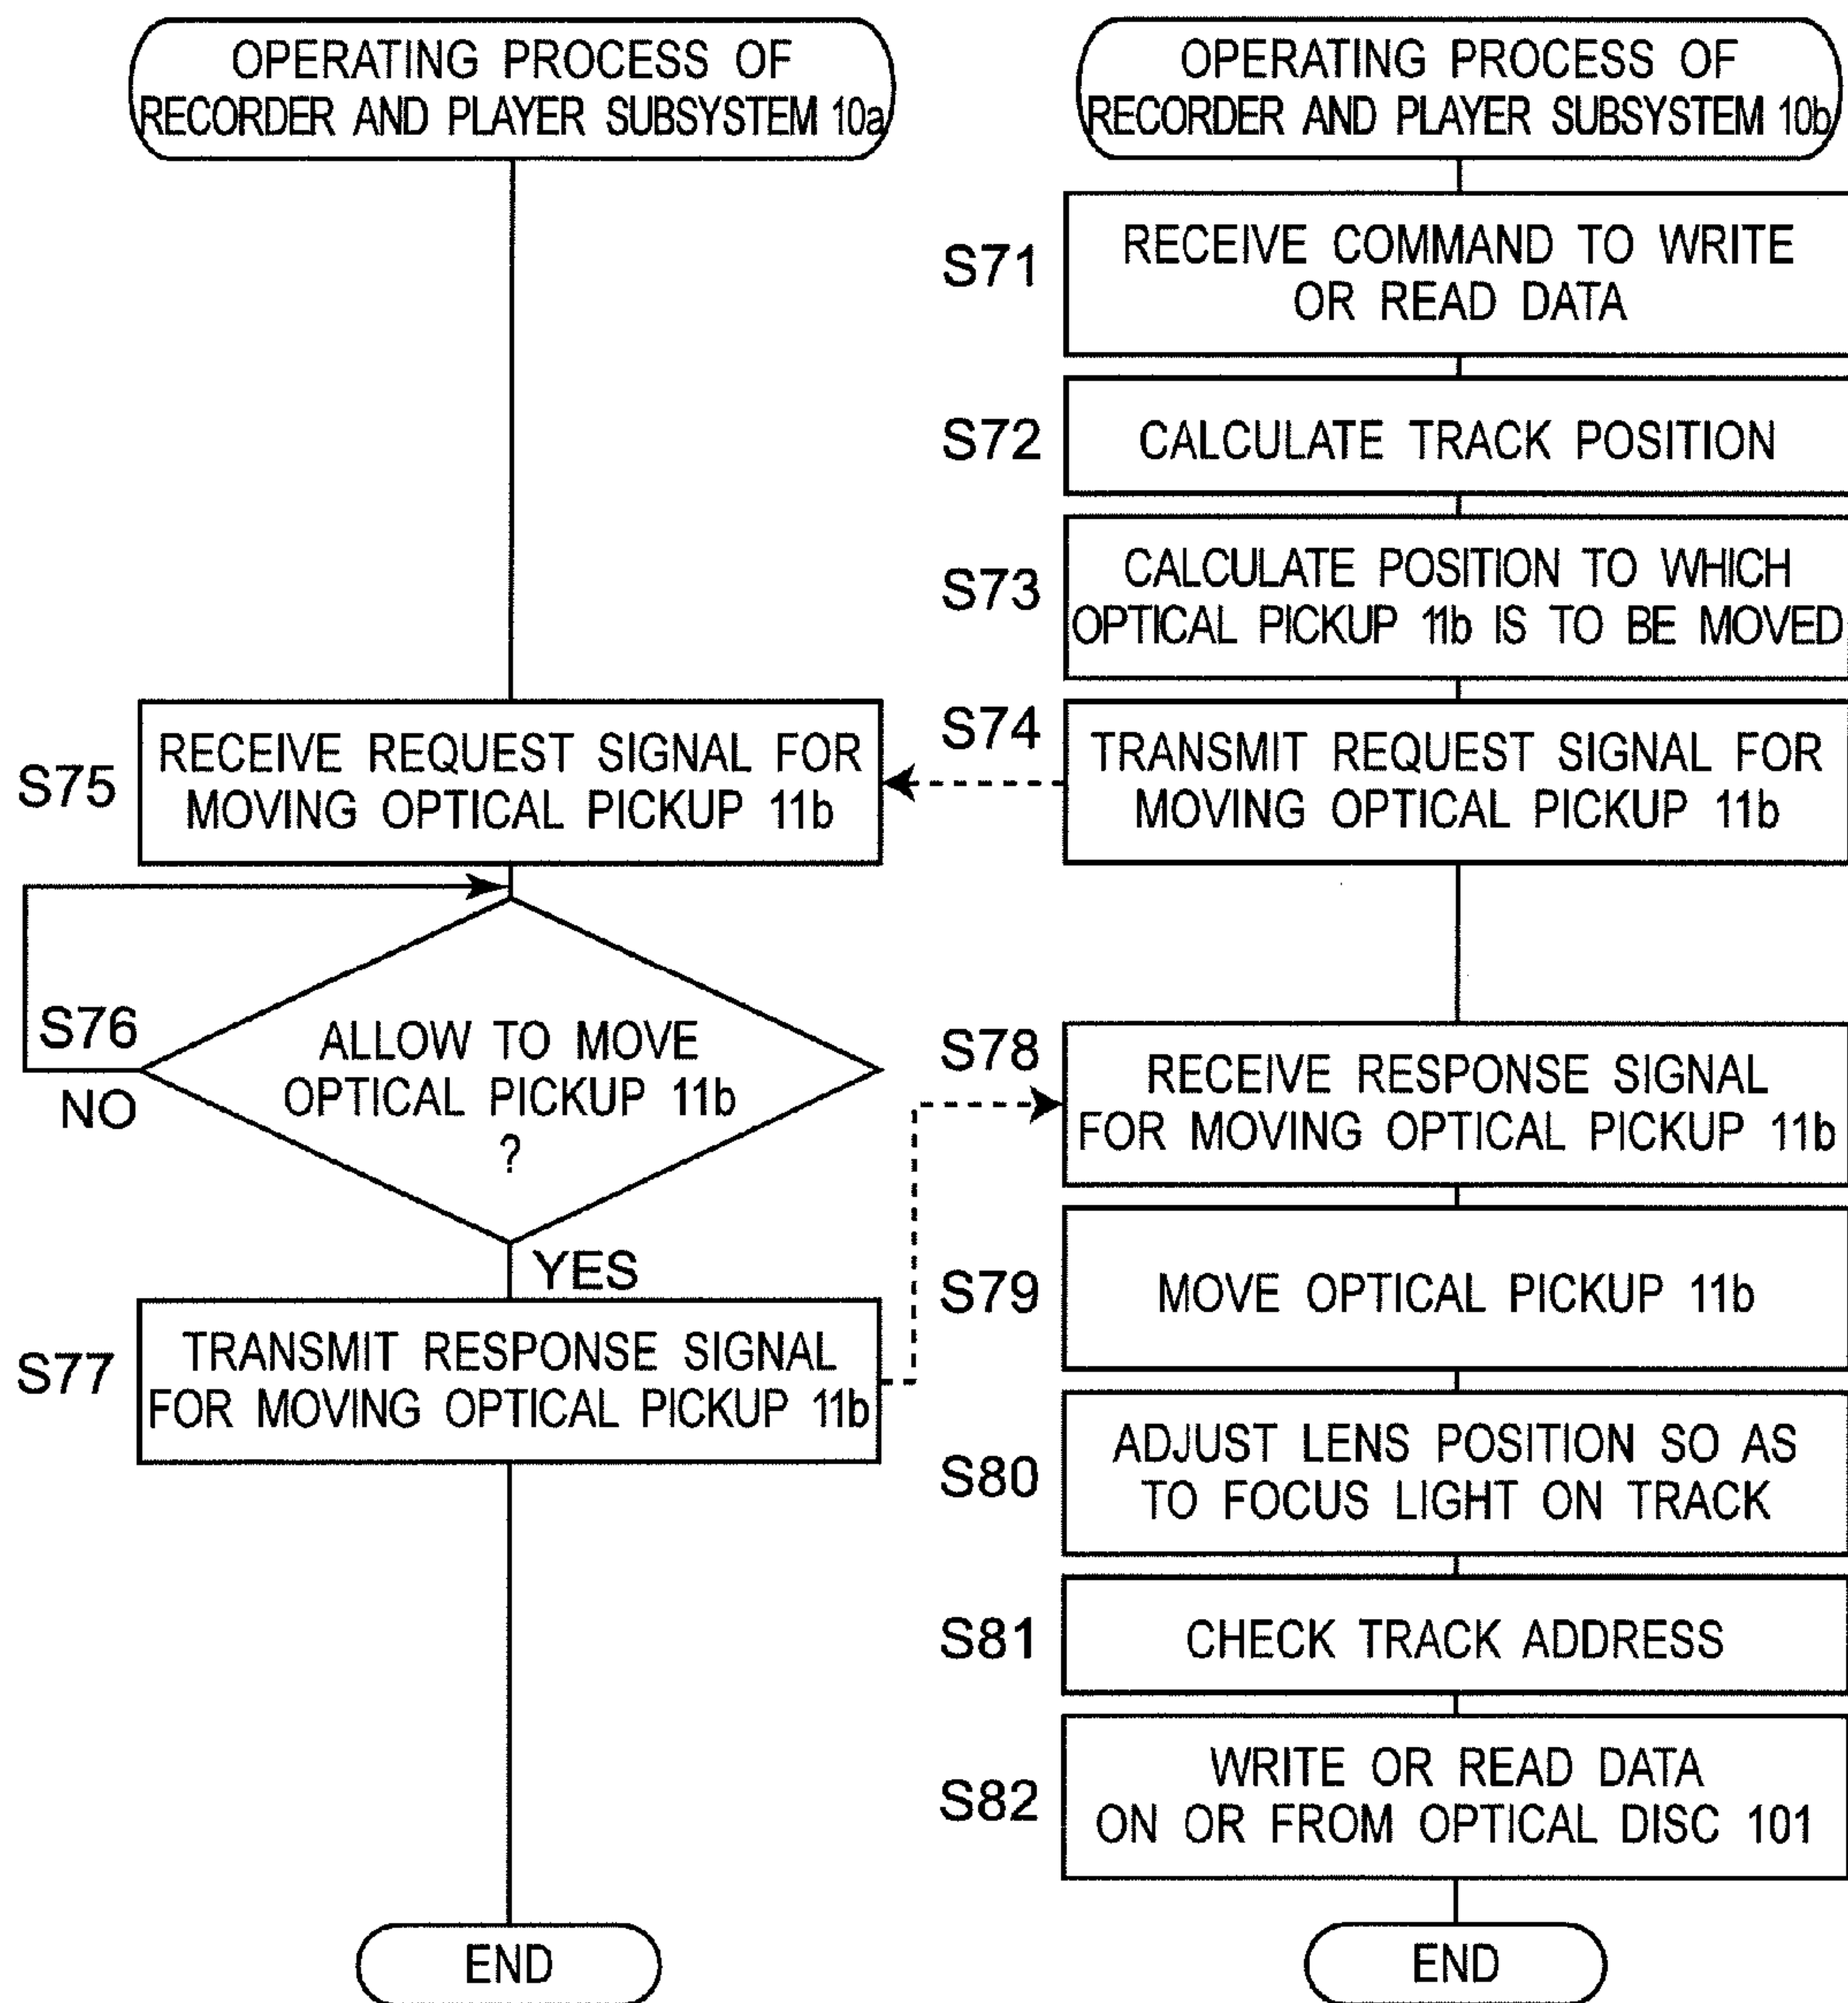 OPERATING PROCESS OF
RECORDER AND PLAYER SUBSYSTEM 10a
OPERATING PROCESS OF
RECORDER AND PLAYER SUBSYSTEM 10b
S71
RECEIVE COMMAND TO WRITE
OR READ DATA
S72
CALCULATE TRACK POSITION
S73
CALCULATE POSITION TO WHICH
OPTICAL PICKUP 11b IS TO BE MOVED
S74
TRANSMIT REQUEST SIGNAL FOR
MOVING OPTICAL PICKUP 11b
S75
RECEIVE REQUEST SIGNAL FOR
MOVING OPTICAL PICKUP 11b
S76
NO
ALLOW TO MOVE
OPTICAL PICKUP 11b
?
YES
S77
TRANSMIT RESPONSE SIGNAL
FOR MOVING OPTICAL PICKUP 11b
S78
RECEIVE RESPONSE SIGNAL
FOR MOVING OPTICAL PICKUP 11b
S79
MOVE OPTICAL PICKUP 11b
S80
ADJUST LENS POSITION SO AS
TO FOCUS LIGHT ON TRACK
S81
CHECK TRACK ADDRESS
S82
WRITE OR READ DATA
ON OR FROM OPTICAL DISC 101
END
END